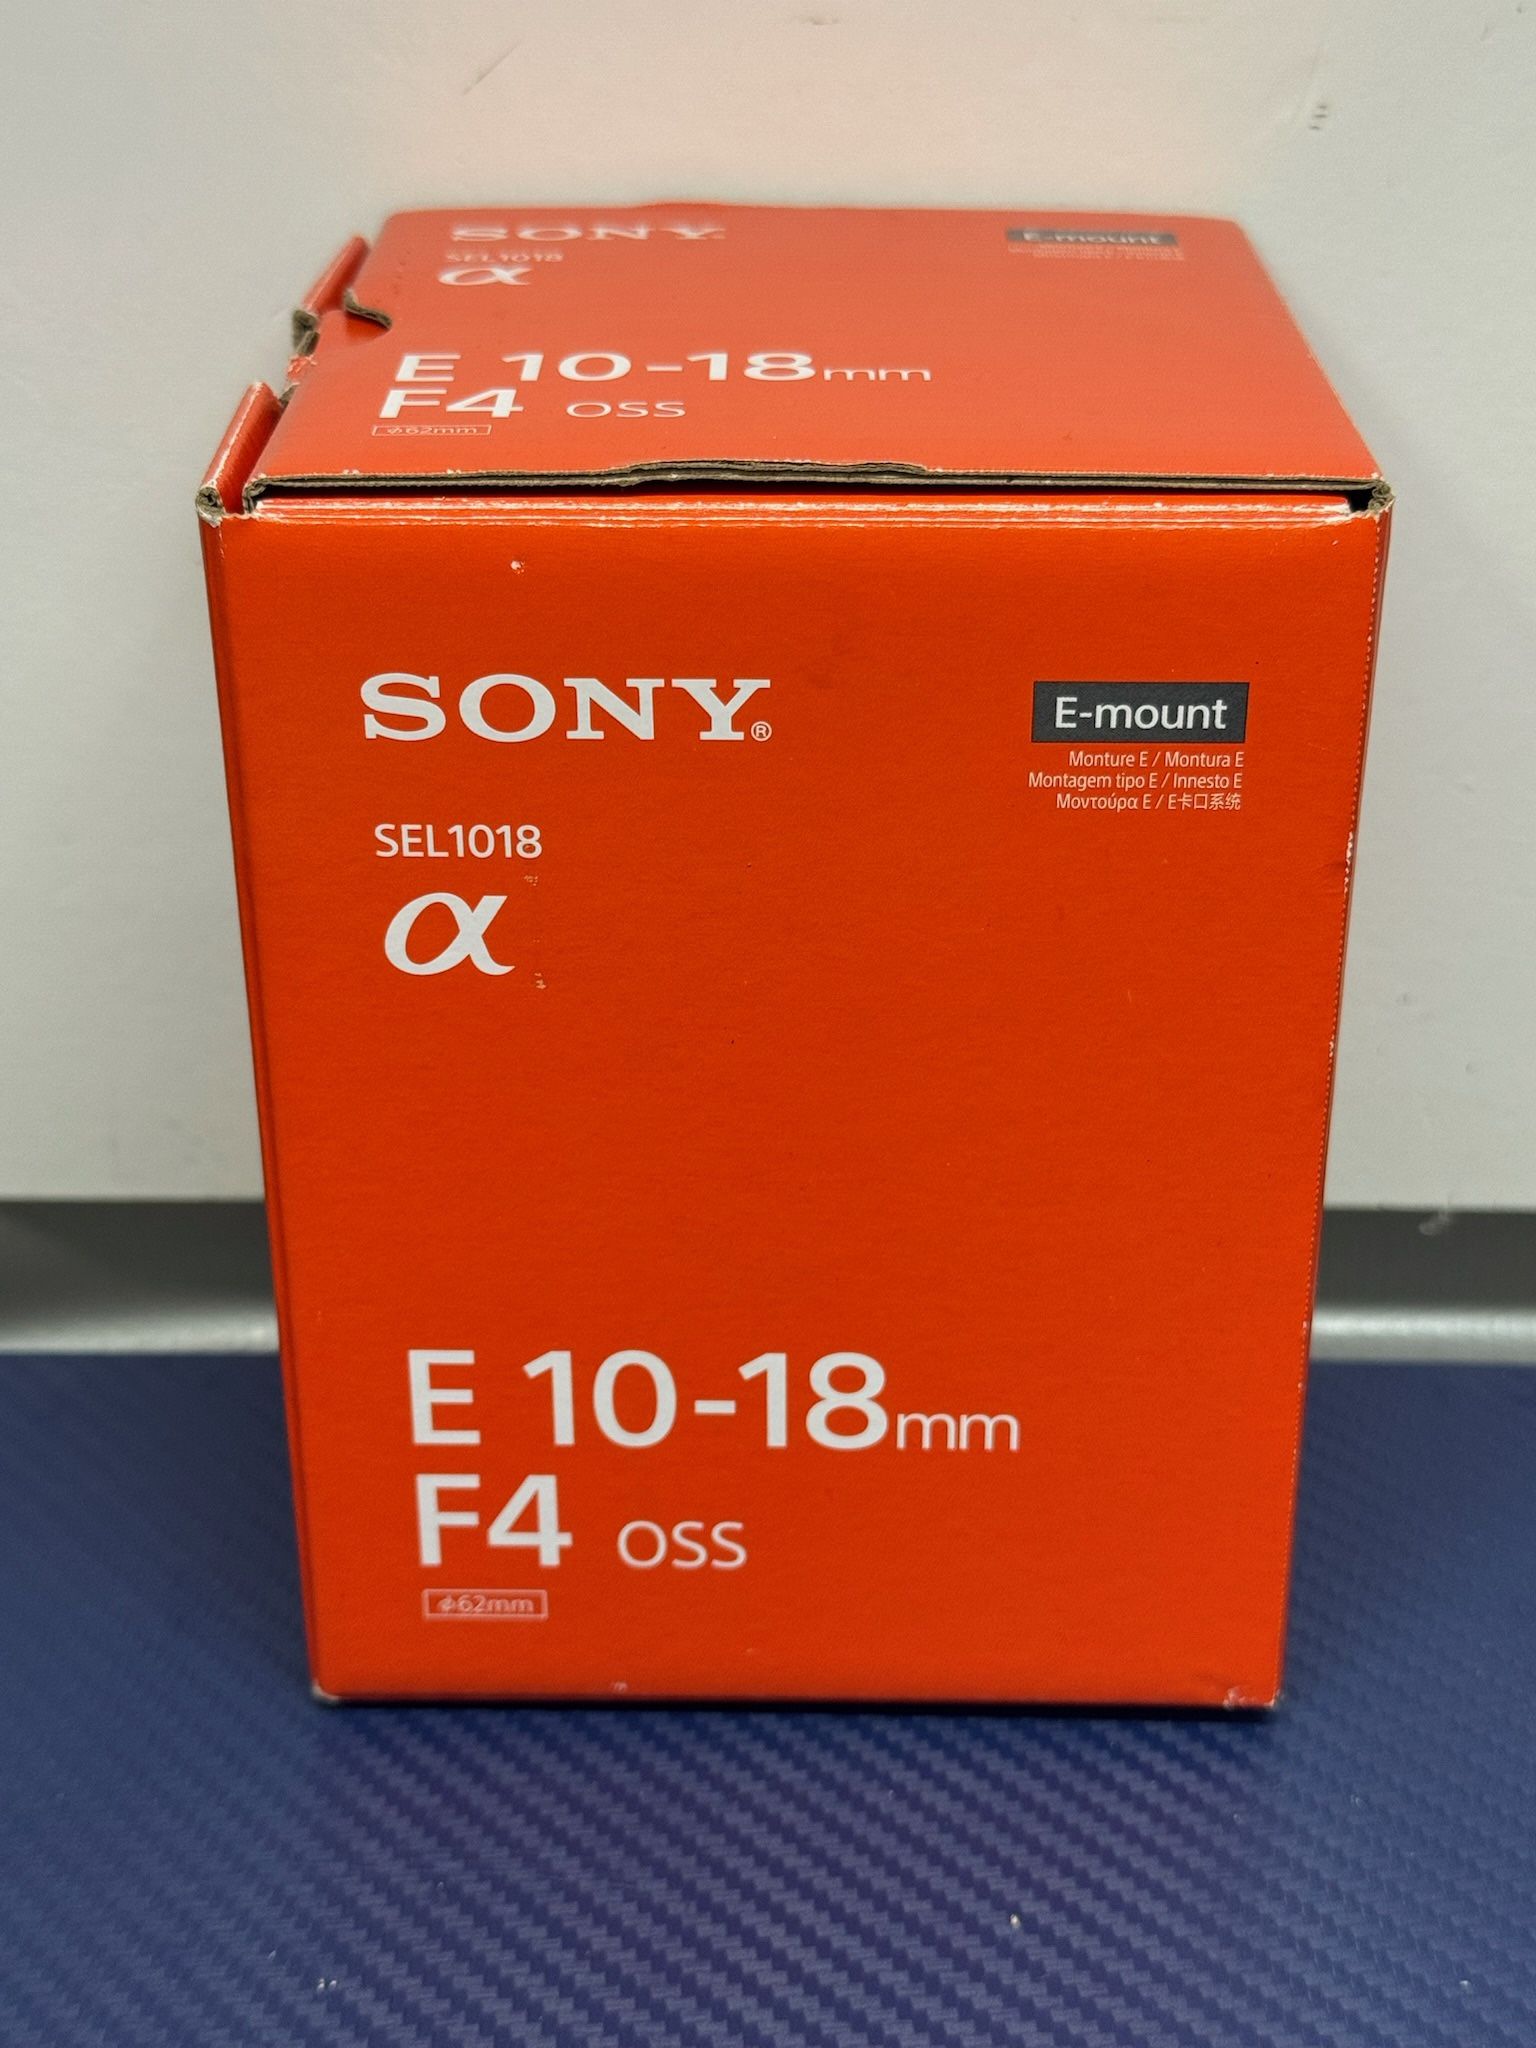 SONY
SEL1018
α
E-mount
E 10-18mm
F4 OSS
φ62mm
SONY®
E-mount
Monture E / Montura E
Montagem tipo E / Innesto E
Μοντούρα E / E卡口系统
SEL1018
α
E 10-18mm
F4 OSS
φ62mm